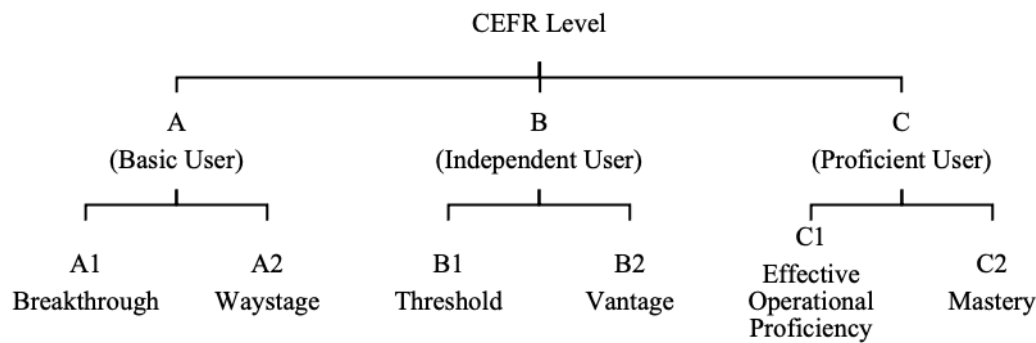 CEFR Level
A
(Basic User)
B
(Independent User)
C
(Proficient User)
A1
Breakthrough
A2
Waystage
B1
Threshold
B2
Vantage
C1
Effective
Operational
Proficiency
C2
Mastery